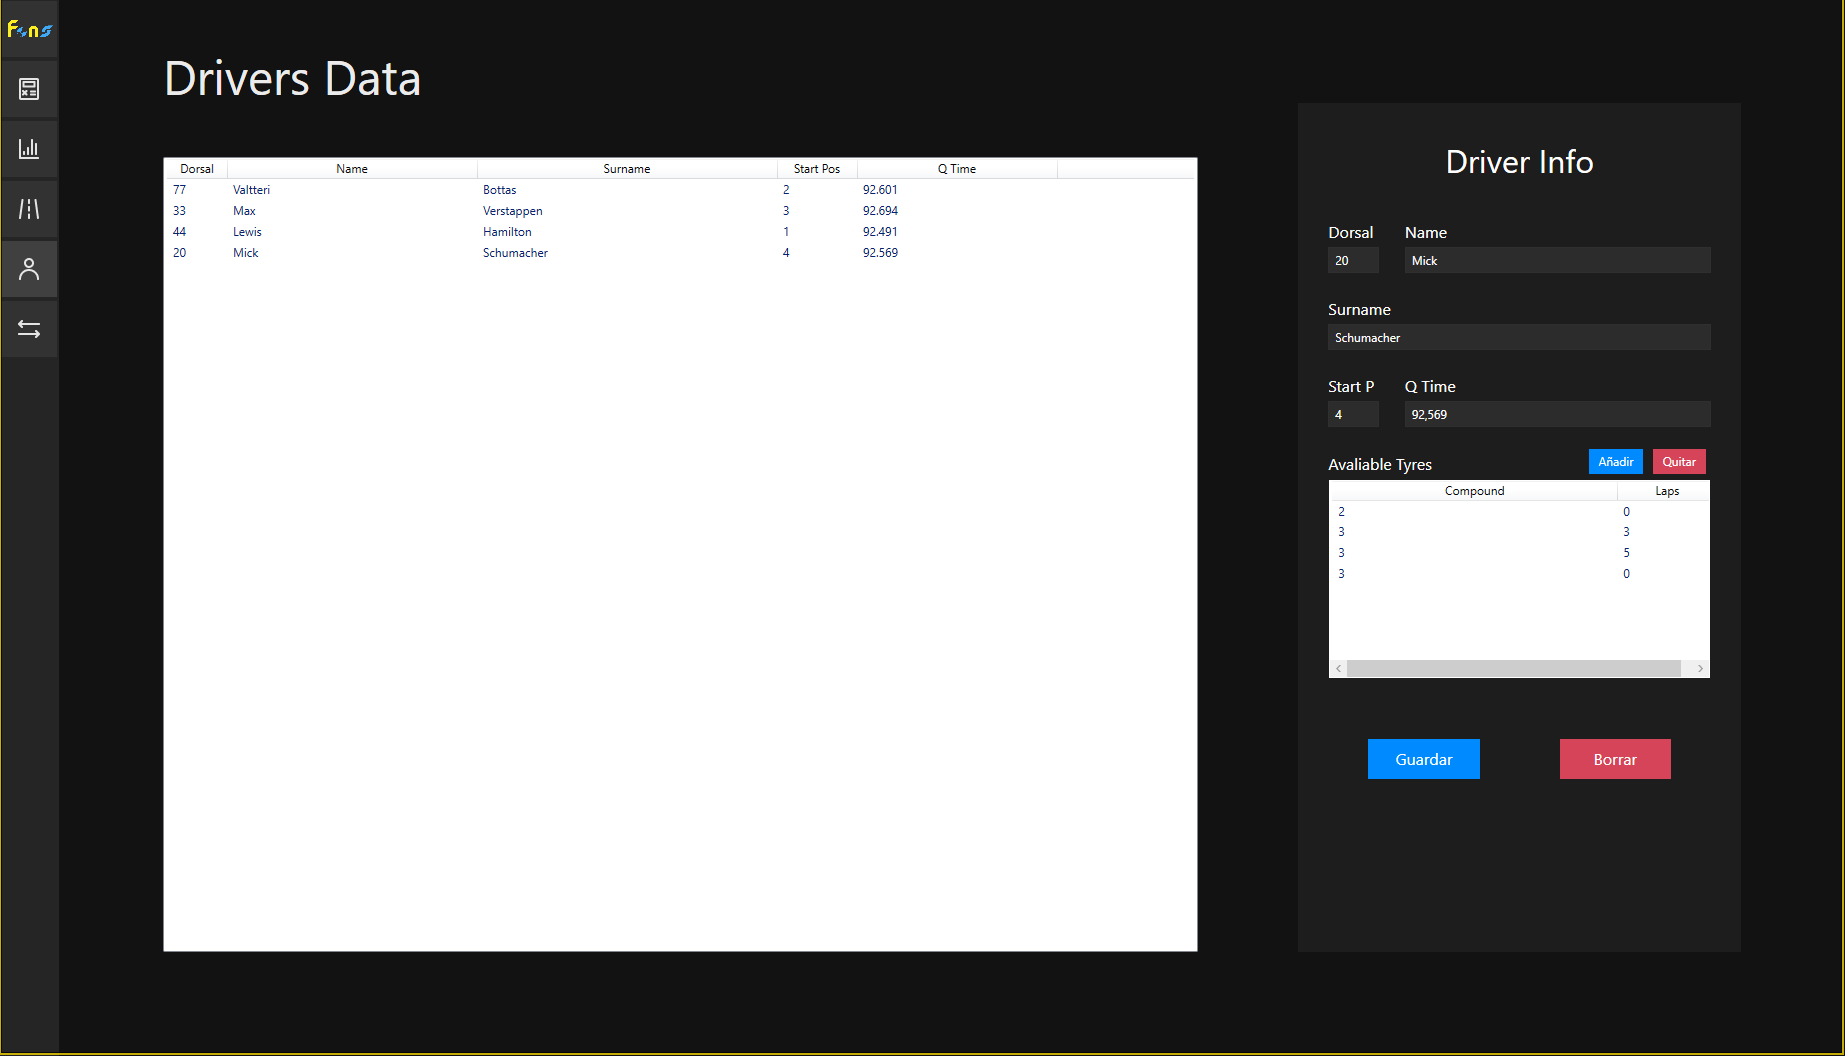 Fons
Drivers Data
Dorsal Name Surname Start Pos Q Time
77 Valtteri Bottas 2 92.601
33 Max Verstappen 3 92.694
44 Lewis Hamilton 1 92.491
20 Mick Schumacher 4 92.569
Driver Info
Dorsal Name
20 Mick
Surname
Schumacher
Start P Q Time
4 92,569
Avaliable Tyres Añadir Quitar
Compound Laps
2 0
3 3
3 5
3 0
Guardar Borrar